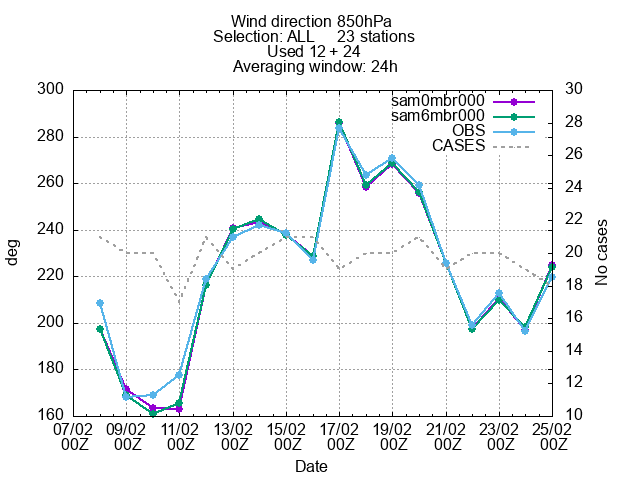 Wind direction 850hPa
Selection: ALL 23 stations
Used 12 + 24
Averaging window: 24h
300 30
sam0mbr000
sam6mbr000
OBS
CASES
280 28
26
260 24
240 22
20
220 18
200 16
14
180 12
160 10
deg
No cases
07/02 09/02 11/02 13/02 15/02 17/02 19/02 21/02 23/02 25/02
00Z 00Z 00Z 00Z 00Z 00Z 00Z 00Z 00Z 00Z
Date